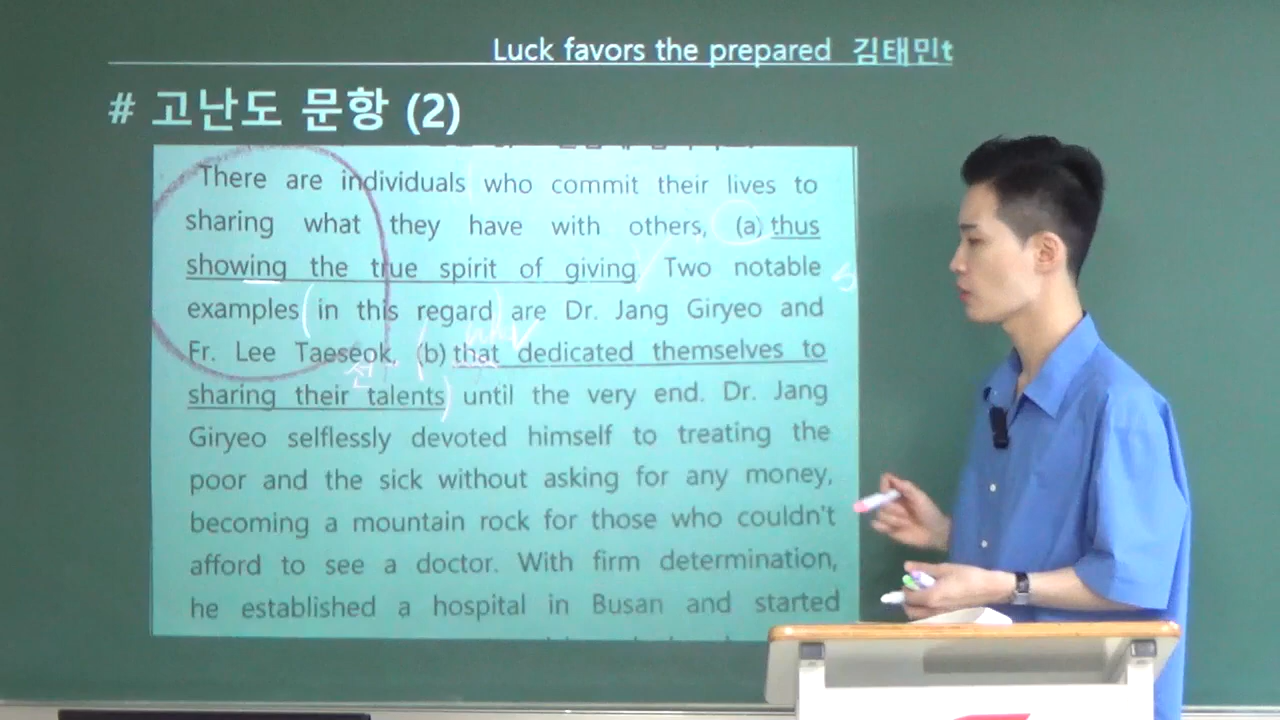 Luck favors the prepared 김태민t
# 고난도 문항 (2)
There are individuals who commit their lives to
sharing what they have with others, (a) thus
showing the true spirit of giving. Two notable
examples in this regard are Dr. Jang Giryeo and
Fr. Lee Taeseok, (b) that dedicated themselves to
who
선
sharing their talents until the very end. Dr. Jang
Giryeo selflessly devoted himself to treating the
poor and the sick without asking for any money,
becoming a mountain rock for those who couldn't
afford to see a doctor. With firm determination,
he established a hospital in Busan and started